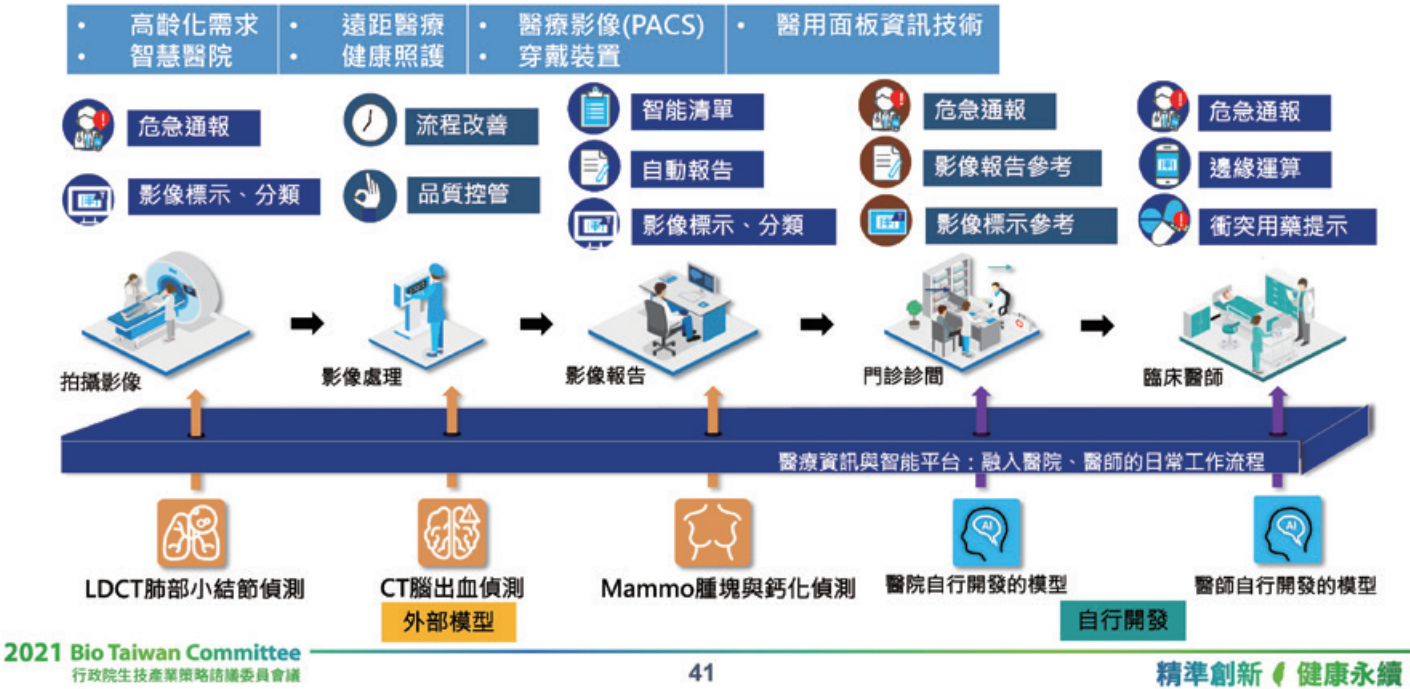 • 高齡化需求
• 智慧醫院
• 遠距醫療
• 健康照護
• 醫療影像(PACS)
• 穿戴裝置
• 醫用面板資訊技術
危急通報
影像標示、分類
流程改善
品質控管
智能清單
自動報告
影像標示、分類
危急通報
影像報告參考
影像標示參考
危急通報
邊緣運算
衝突用藥提示
拍攝影像
影像處理
影像報告
門診診間
臨床醫師
醫療資訊與智能平台：融入醫院、醫師的日常工作流程
LDCT肺部小結節偵測
CT腦出血偵測
Mammo腫塊與鈣化偵測
AI
醫院自行開發的模型
AI
醫師自行開發的模型
外部模型
自行開發
2021 Bio Taiwan Committee
行政院生技產業策略諮議委員會議
41
精準創新 健康永續